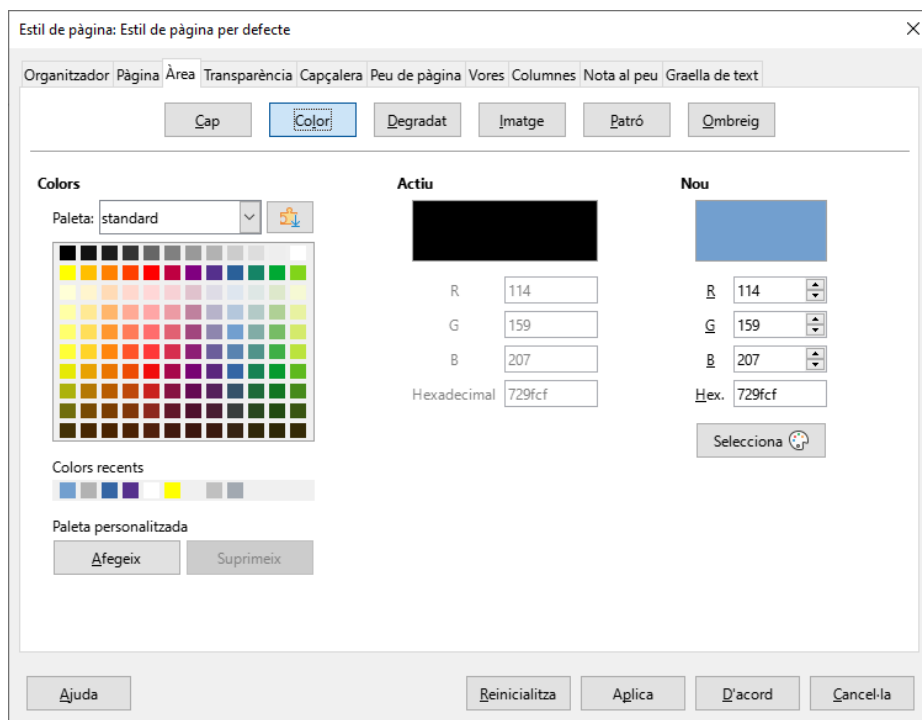 Estil de pàgina: Estil de pàgina per defecte
Organitzador Pàgina Àrea Transparència Capçalera Peu de pàgina Vores Columnes Nota al peu Graella de text
Cap Color Degradat Imatge Patró Ombreig
Colors Actiu Nou
Paleta: standard
R 114 R 114
G 159 G 159
B 207 B 207
Hexadecimal 729fcf Hex. 729fcf
Selecciona
Colors recents
Paleta personalitzada
Afegeix Suprimeix
Ajuda Reinicialitza Aplica D'acord Cancel·la